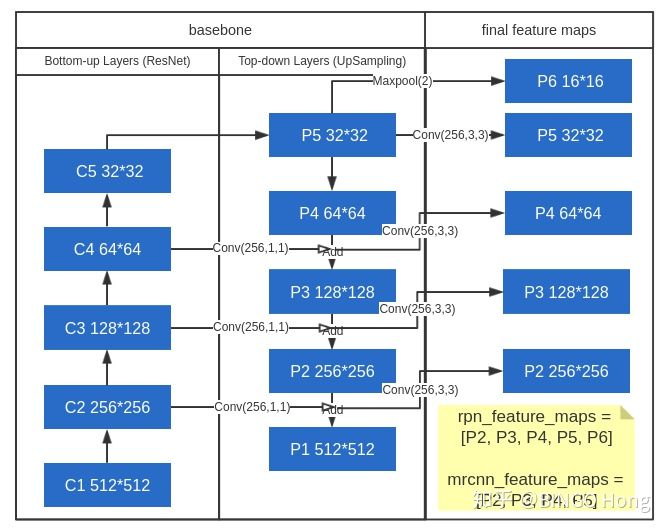 basebone
final feature maps
Bottom-up Layers (ResNet)
Top-down Layers (UpSampling)
Maxpool(2)
P6 16*16
P5 32*32
Conv(256,3,3)
P5 32*32
C5 32*32
P4 64*64
P4 64*64
Conv(256,3,3)
C4 64*64
Conv(256,1,1)
Add
P3 128*128
P3 128*128
Conv(256,3,3)
C3 128*128
Conv(256,1,1)
Add
P2 256*256
P2 256*256
Conv(256,3,3)
C2 256*256
Conv(256,1,1)
Add
P1 512*512
C1 512*512
rpn_feature_maps =
[P2, P3, P4, P5, P6]
mrcnn_feature_maps =
[P2, P3, P4, P5]
知乎 @BINGO Hong